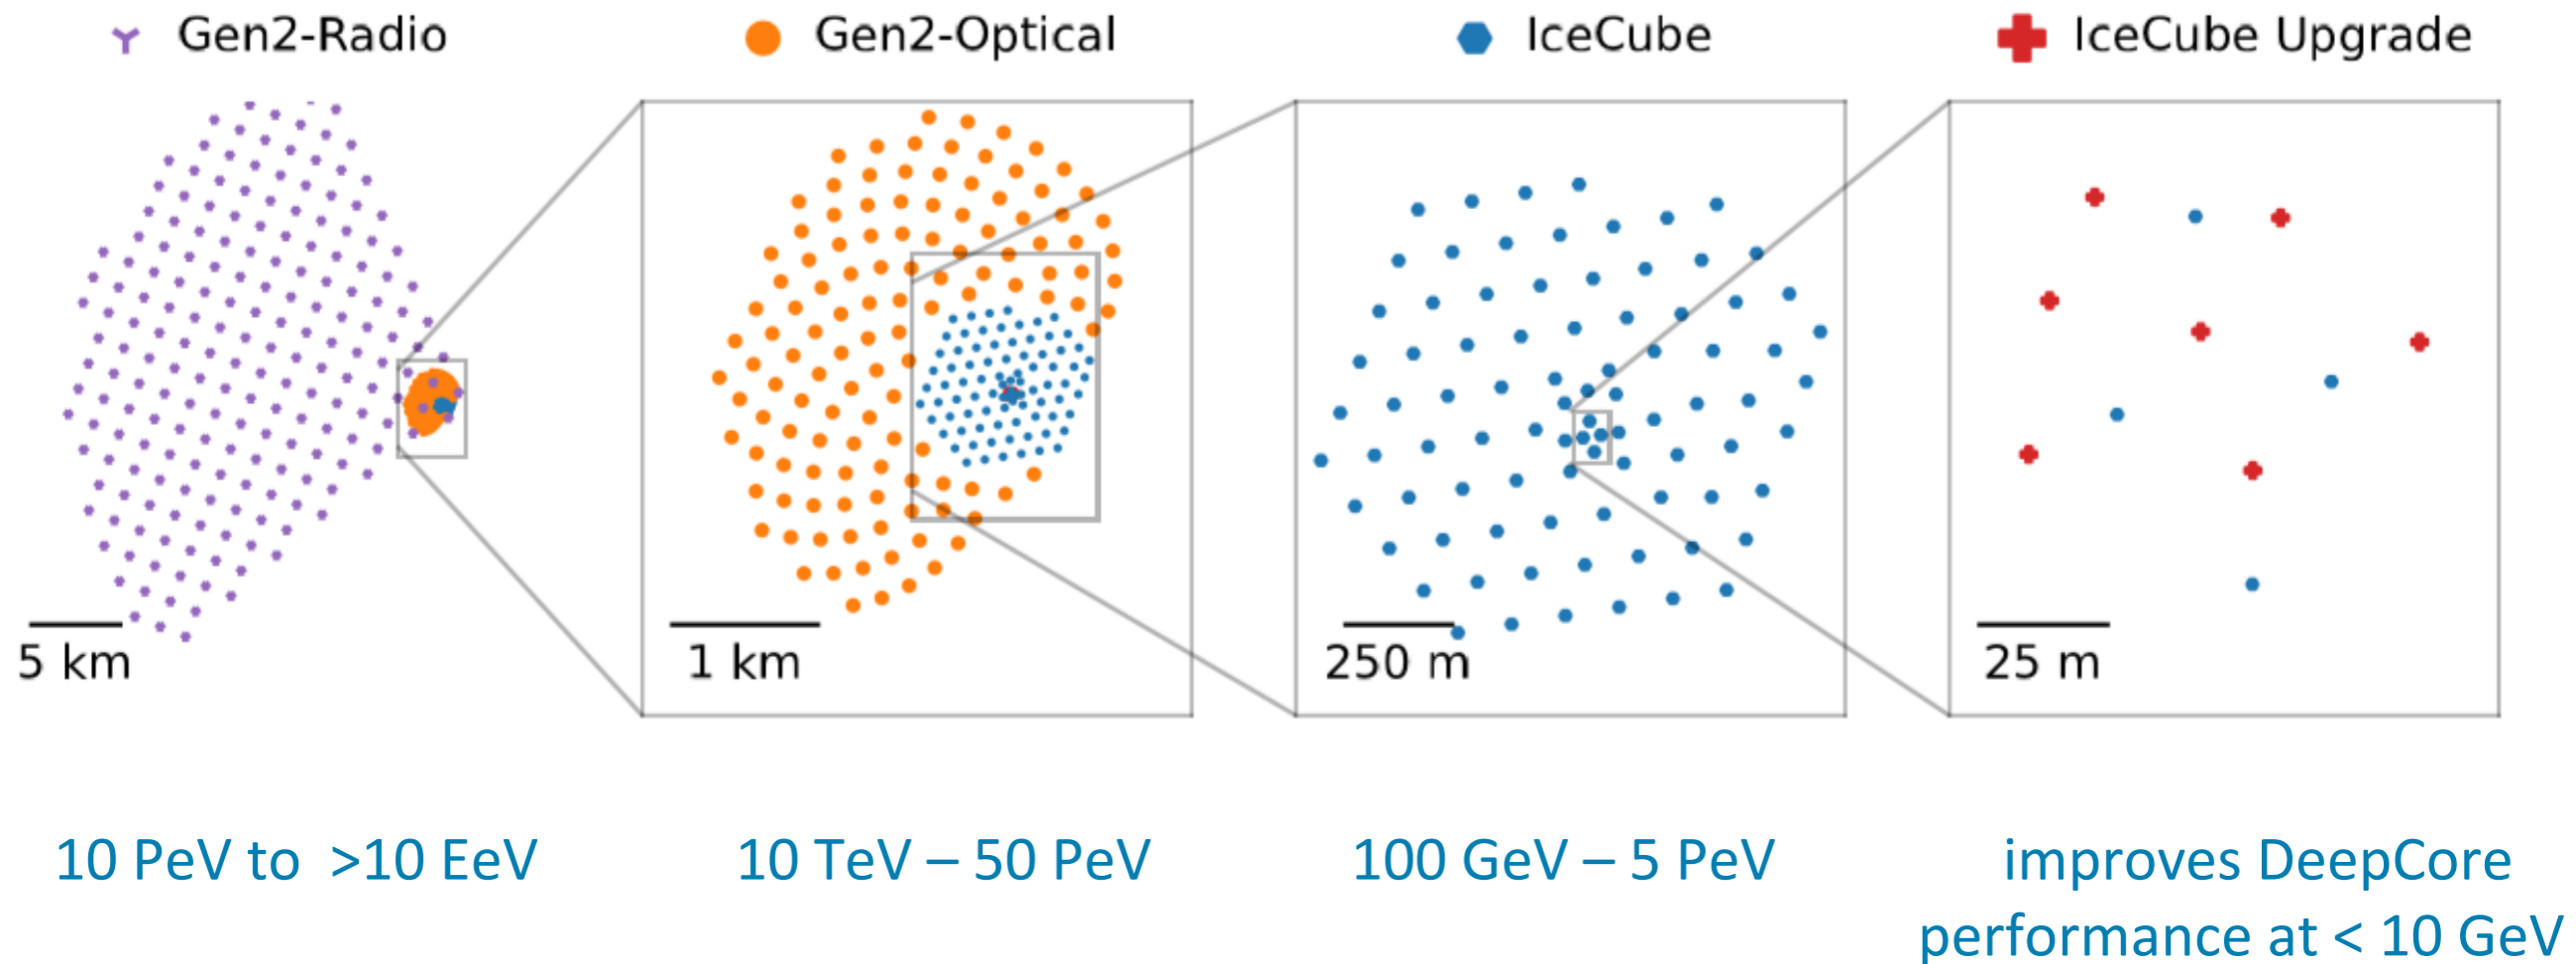 Gen2-Radio
Gen2-Optical
IceCube
IceCube Upgrade
5 km
1 km
250 m
25 m
10 PeV to >10 EeV
10 TeV – 50 PeV
100 GeV – 5 PeV
improves DeepCore
performance at < 10 GeV